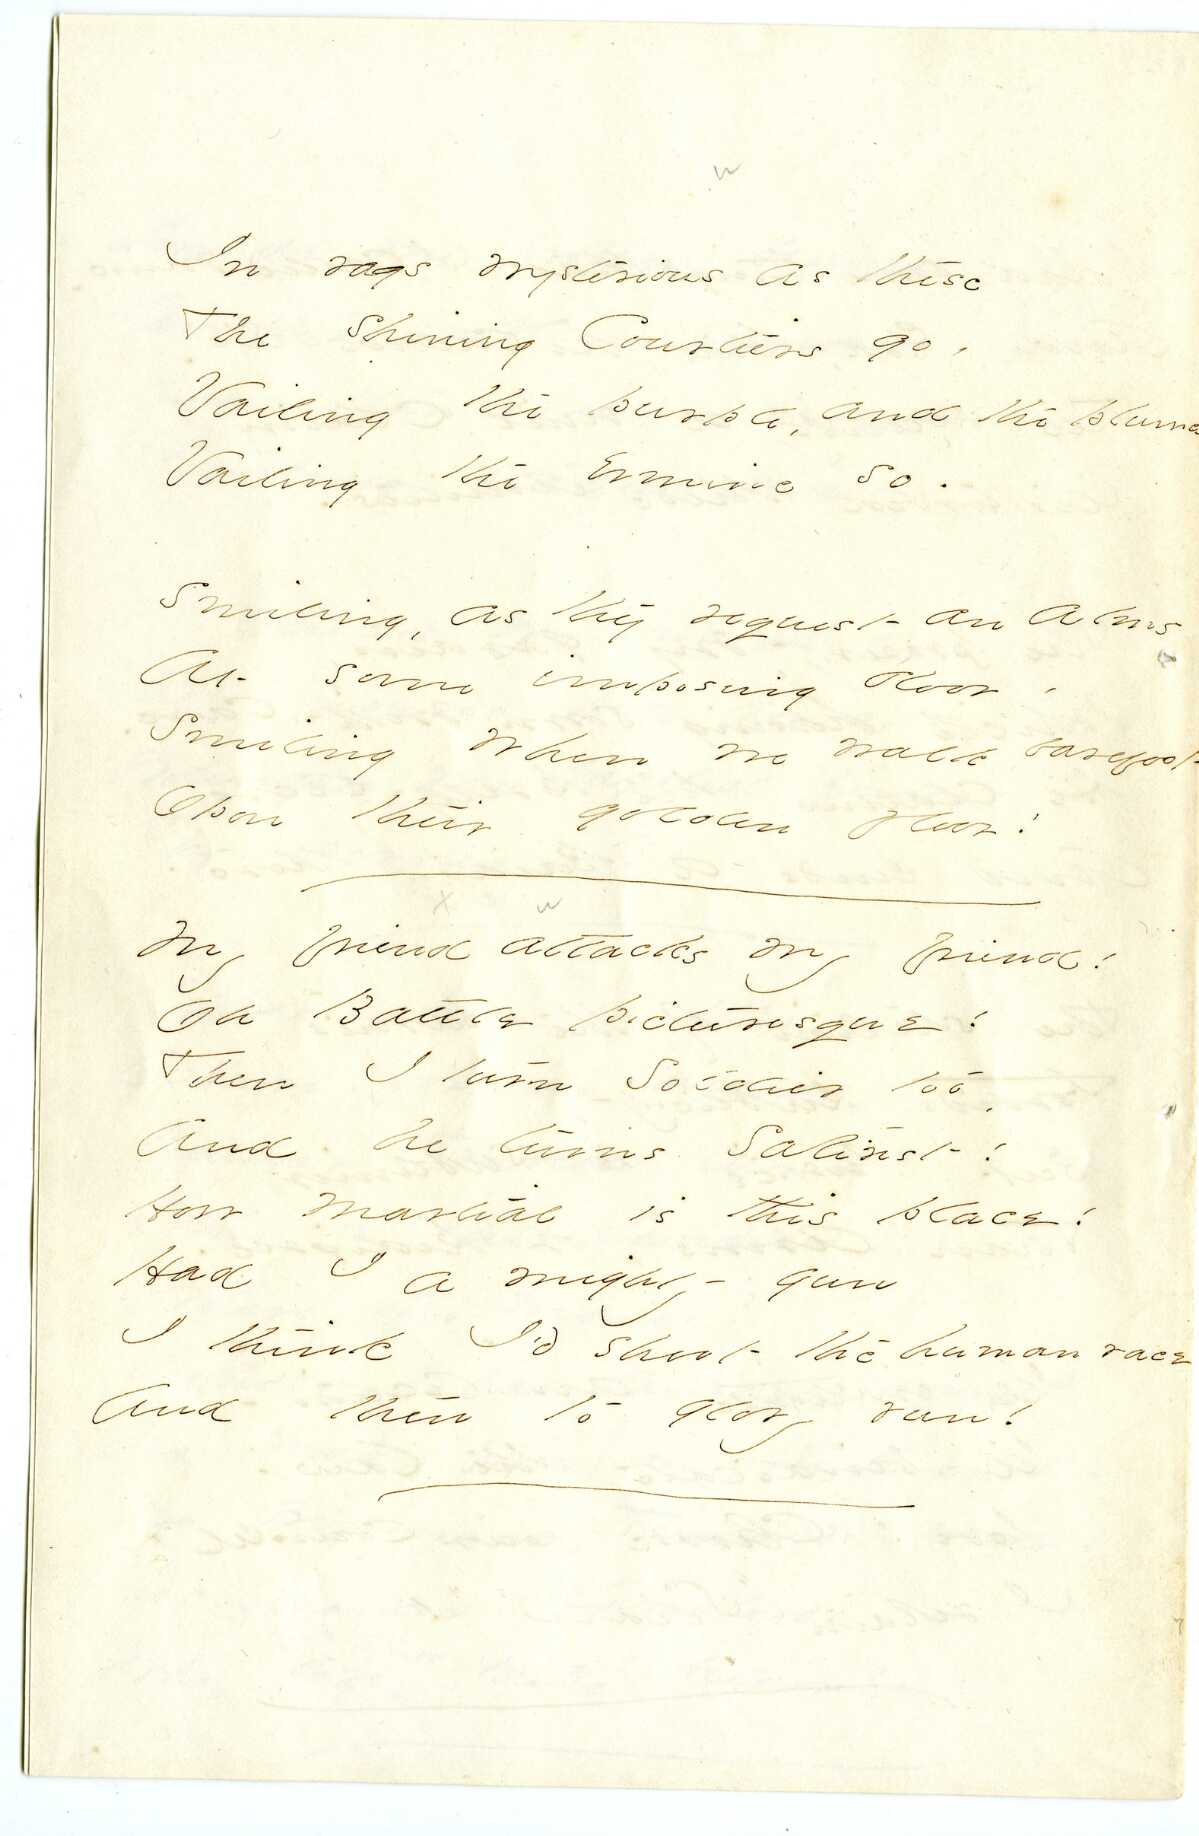 In rags mysterious as these
The shining Courtiers go.
Vailing the purple, and the plumes
Vailing the Ermine so.
Smiling, as they request an alms
At some imposing door.
Smiling when we walk barefoot
Opon their golden floor!
x
w
My friend attacks my friend!
Oh Battle picturesque!
Then I turn Soldier too,
And he turns Satirist!
How martial is this place!
Had I a mighty gun
I think I'd shoot the human race
And then to glory run!